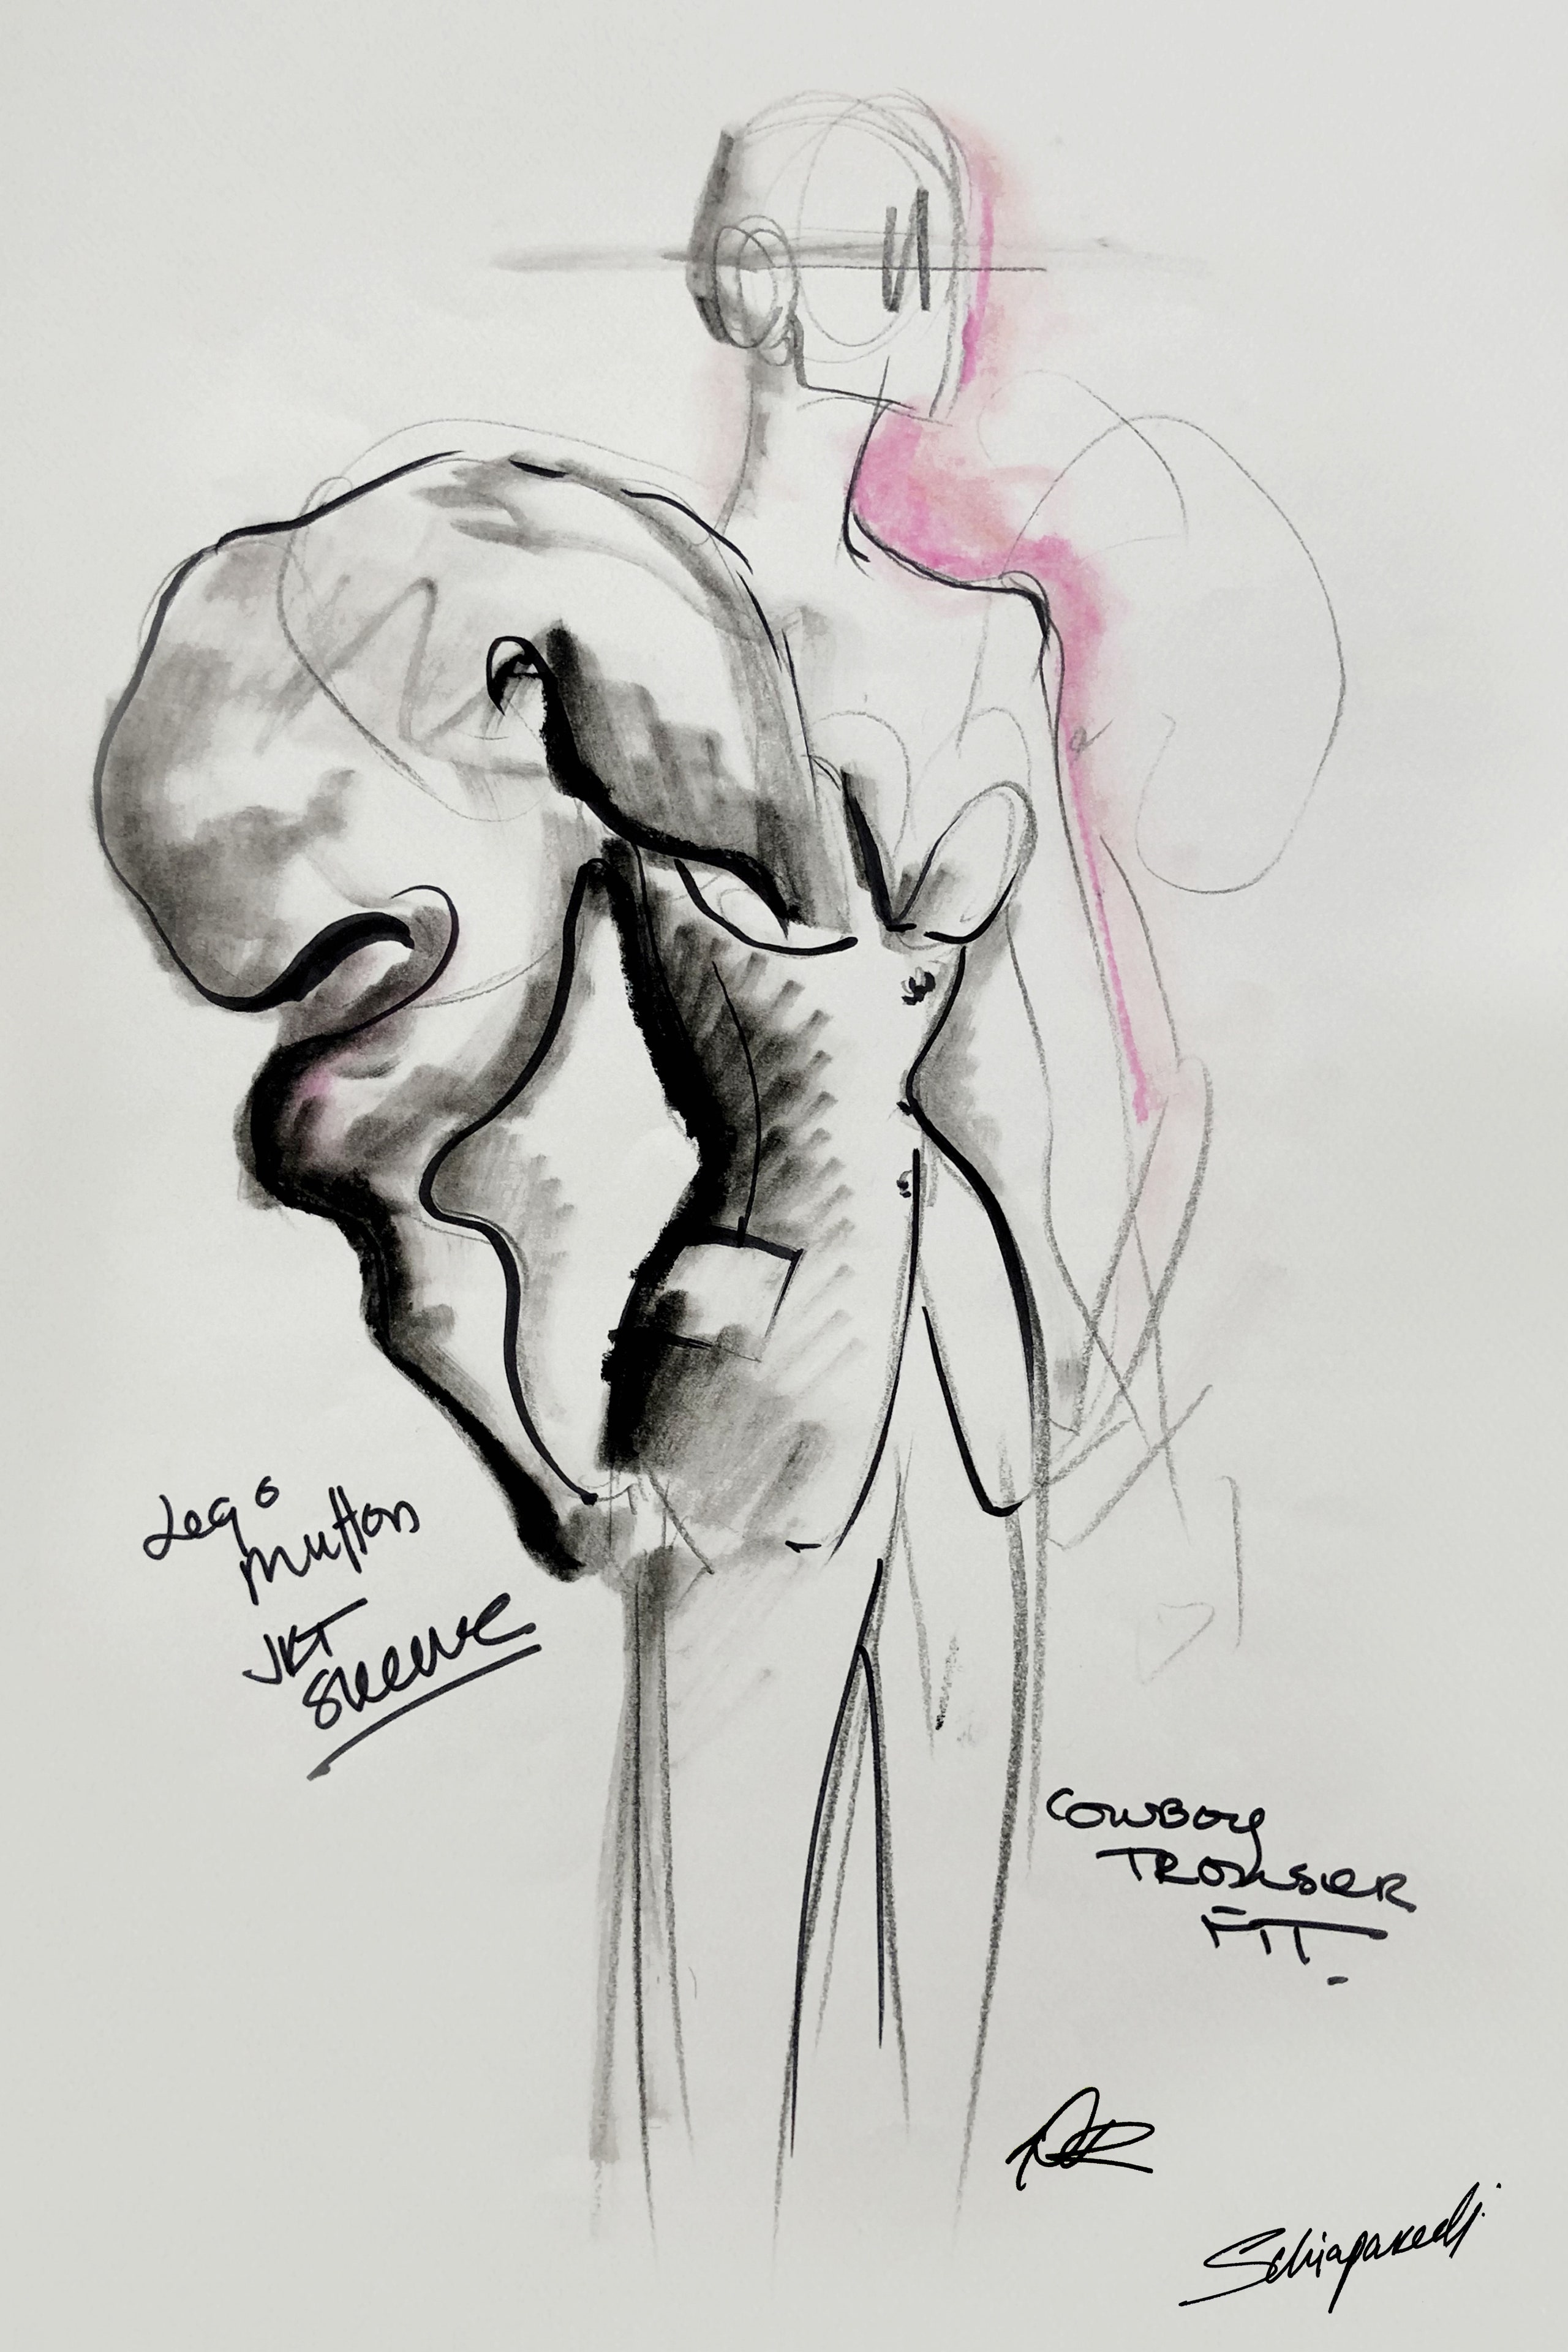 Leg o
mutton
JKT
Sleeve
COWBOY
TROUSER
FIT.
Schiaparelli